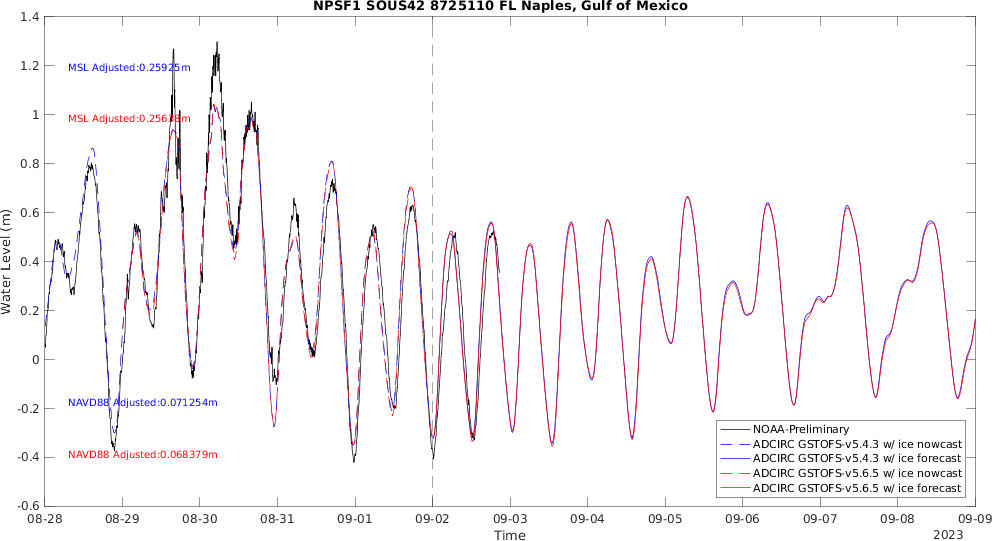 NPSF1 SOUS42 8725110 FL Naples, Gulf of Mexico
1.4
1.2
1
0.8
0.6
0.4
0.2
0
-0.2
-0.4
-0.6
Water Level (m)
MSL Adjusted:0.25925m
MSL Adjusted:0.25638m
NAVD88 Adjusted:0.071254m
NAVD88 Adjusted:0.068379m
NOAA-Preliminary
ADCIRC GSTOFS-v5.4.3 w/ ice nowcast
ADCIRC GSTOFS-v5.4.3 w/ ice forecast
ADCIRC GSTOFS-v5.6.5 w/ ice nowcast
ADCIRC GSTOFS-v5.6.5 w/ ice forecast
08-28 08-29 08-30 08-31 09-01 09-02 09-03 09-04 09-05 09-06 09-07 09-08 09-09
Time
2023